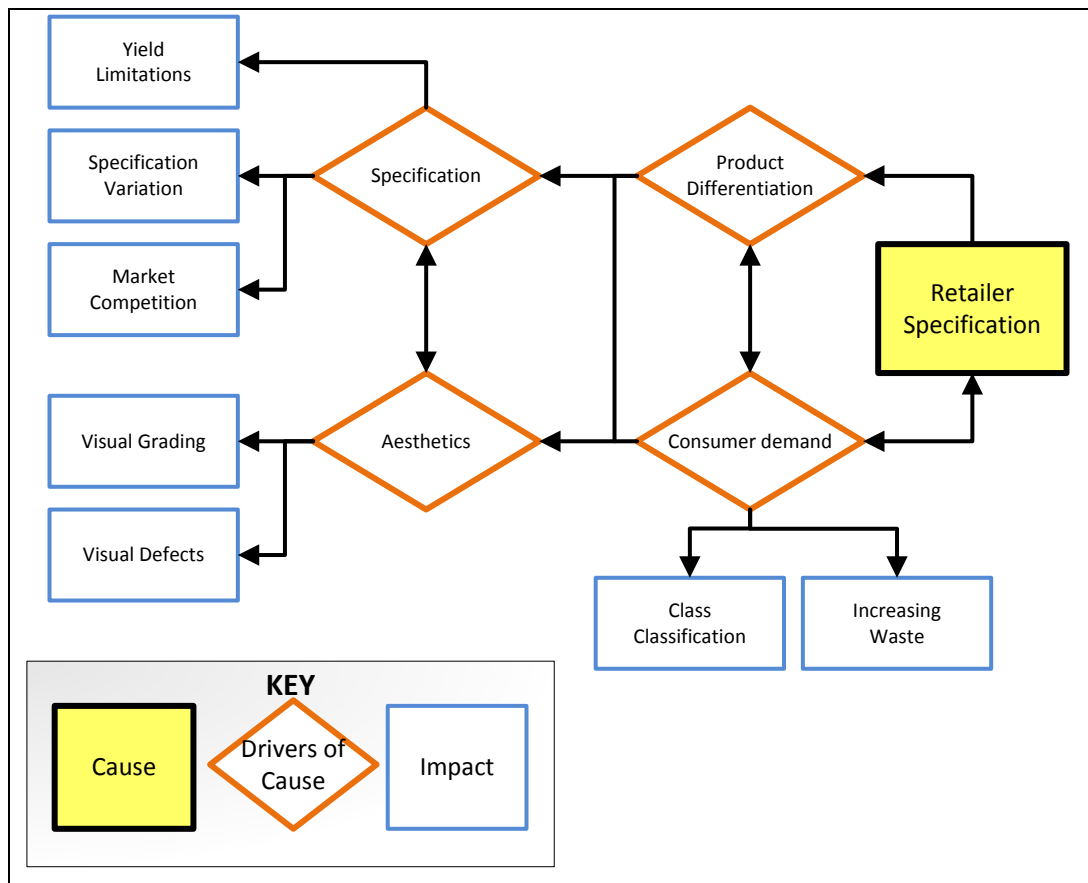 Yield
Limitations
Specification
Variation
Market
Competition
Visual Grading
Visual Defects
Specification
Aesthetics
Product
Differentiation
Consumer demand
Retailer
Specification
Class
Classification
Increasing
Waste
KEY
Cause
Drivers of
Cause
Impact